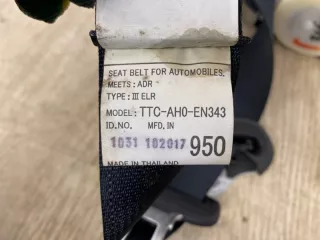 SEAT BELT FOR AUTOMOBILES.
MEETS: ADR
TYPE: III ELR
MODEL: TTC-AH0-EN343
ID.NO. MFD.IN
1031 102017 950
MADE IN THAILAND